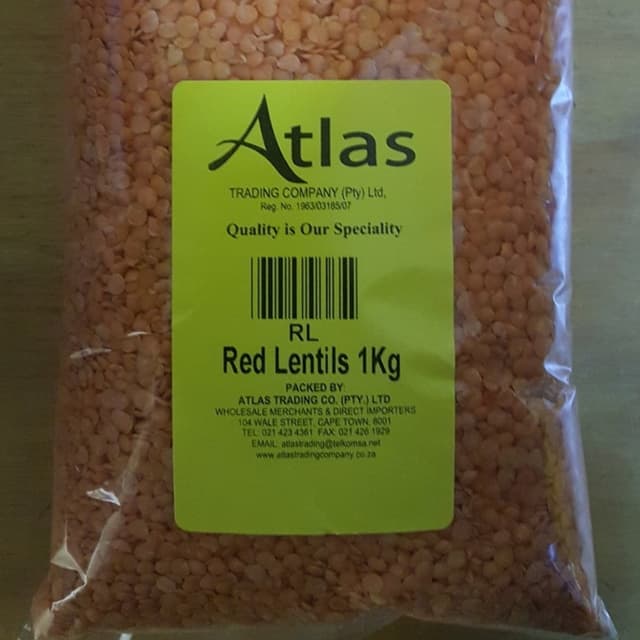 Atlas
TRADING COMPANY (Pty) Ltd,
Reg. No. 1963/03185/07
Quality is Our Speciality
RL
Red Lentils 1Kg
PACKED BY:
ATLAS TRADING CO. (PTY.) LTD
WHOLESALE MERCHANTS & DIRECT IMPORTERS
104 WALE STREET, CAPE TOWN, 8001
TEL: 021 423 4361 FAX: 021 426 1929
EMAIL: atlastrading@telkomsa.net
www.atlastradingcompany.co.za